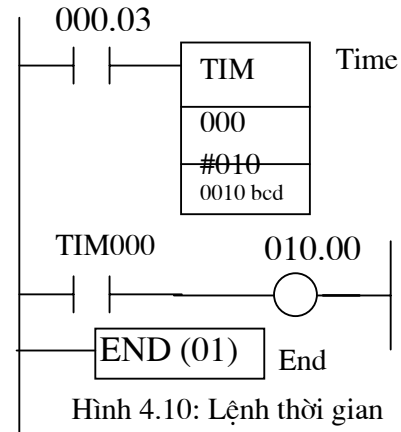 000.03
TIM Time
000
#010
0010 bcd
TIM000 010.00
END (01) End
Hình 4.10: Lệnh thời gian